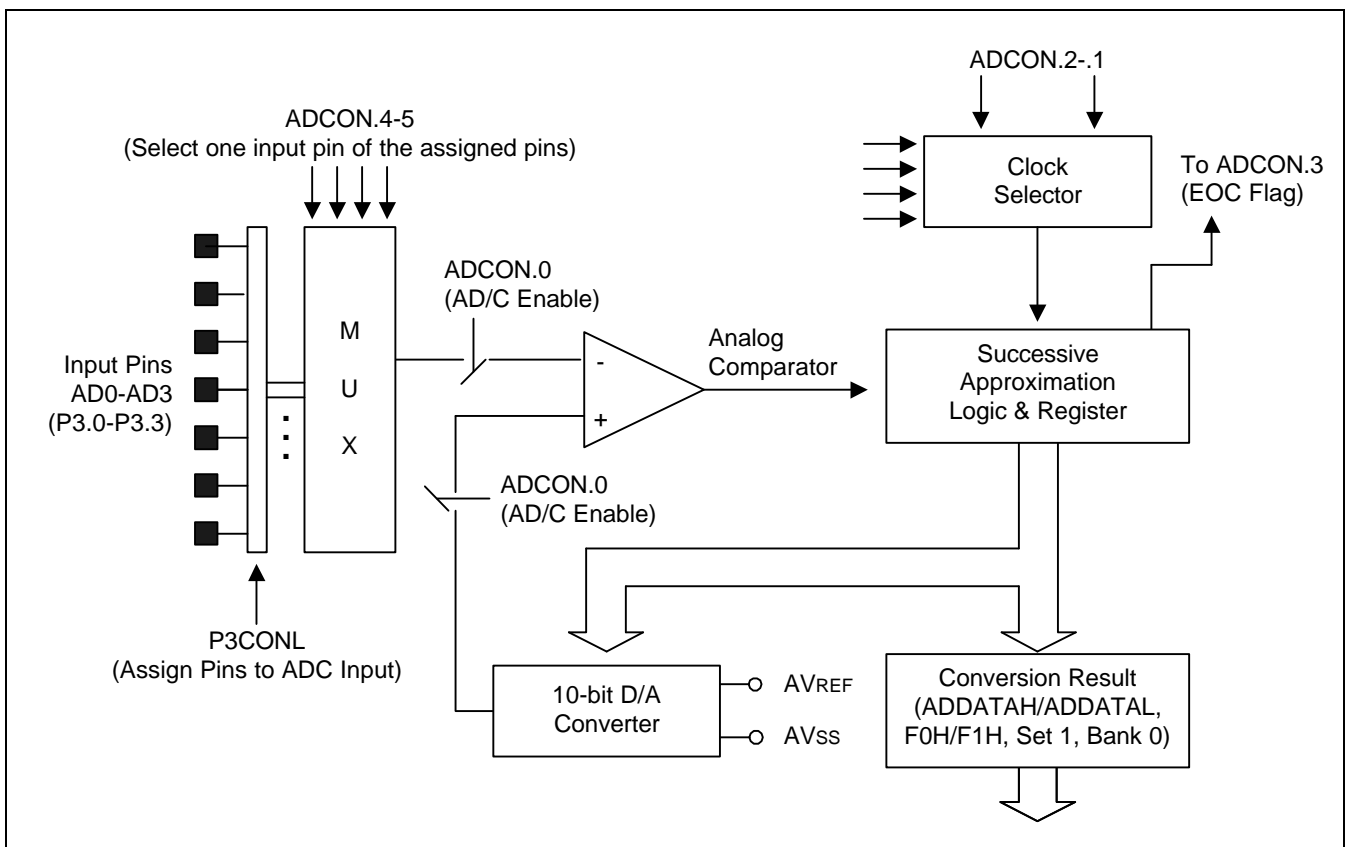 ADCON.2-.1
ADCON.4-5
(Select one input pin of the assigned pins)
Clock
Selector
To ADCON.3
(EOC Flag)
ADCON.0
(AD/C Enable)
M
U
X
Input Pins
AD0-AD3
(P3.0-P3.3)
-
+
Analog
Comparator
Successive
Approximation
Logic & Register
ADCON.0
(AD/C Enable)
P3CONL
(Assign Pins to ADC Input)
10-bit D/A
Converter
AVREF
AVSS
Conversion Result
(ADDATAH/ADDATAL,
F0H/F1H, Set 1, Bank 0)